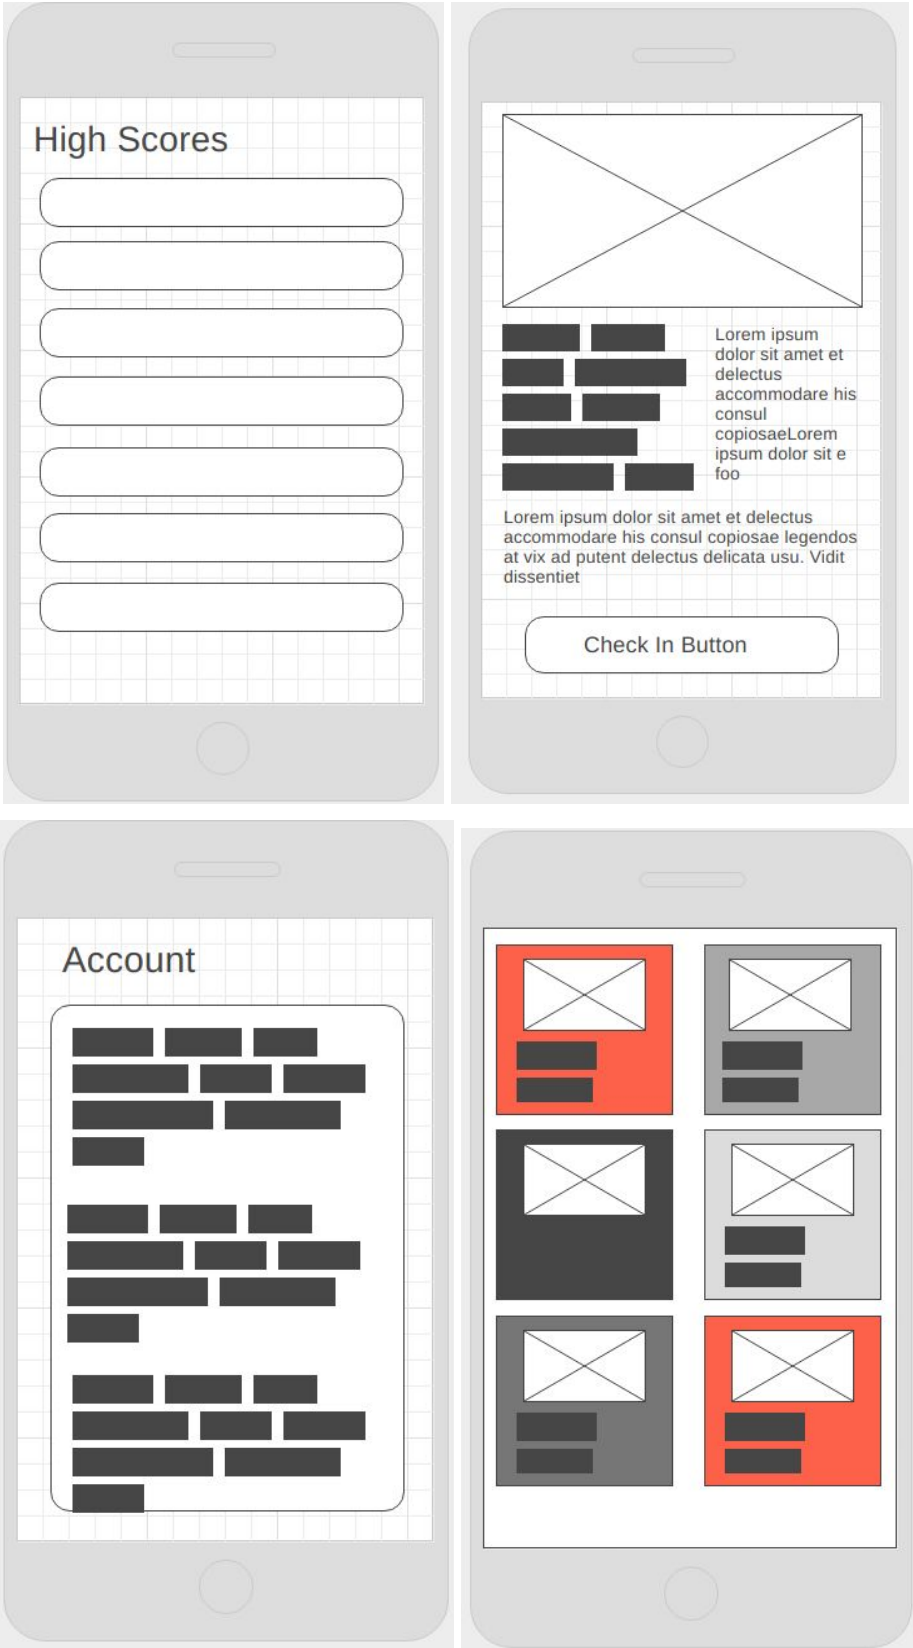 High Scores
Lorem ipsum
dolor sit amet et
delectus
accommodare his
consul
copiosaeLorem
ipsum dolor sit e
foo
Lorem ipsum dolor sit amet et delectus
accommodare his consul copiosae legendos
at vix ad putent delectus delicata usu. Vidit
dissentiet
Check In Button
Account